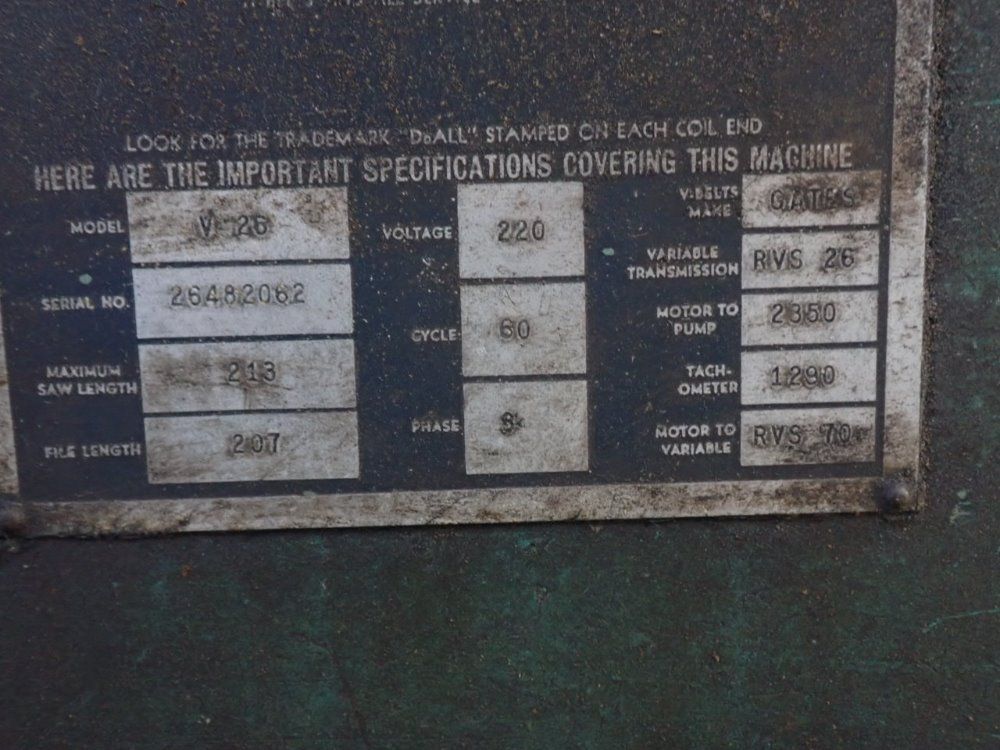 LOOK FOR THE TRADEMARK "DoALL" STAMPED ON EACH COIL END
HERE ARE THE IMPORTANT SPECIFICATIONS COVERING THIS MACHINE
MODEL V 26
SERIAL NO. 26482062
MAXIMUM
SAW LENGTH 213
FILE LENGTH 207
VOLTAGE 220
CYCLE 60
PHASE 3
V-BELTS
MAKE GATES
VARIABLE
TRANSMISSION RVS 26
MOTOR TO
PUMP 2350
TACH-
OMETER 1290
MOTOR TO
VARIABLE RVS 70